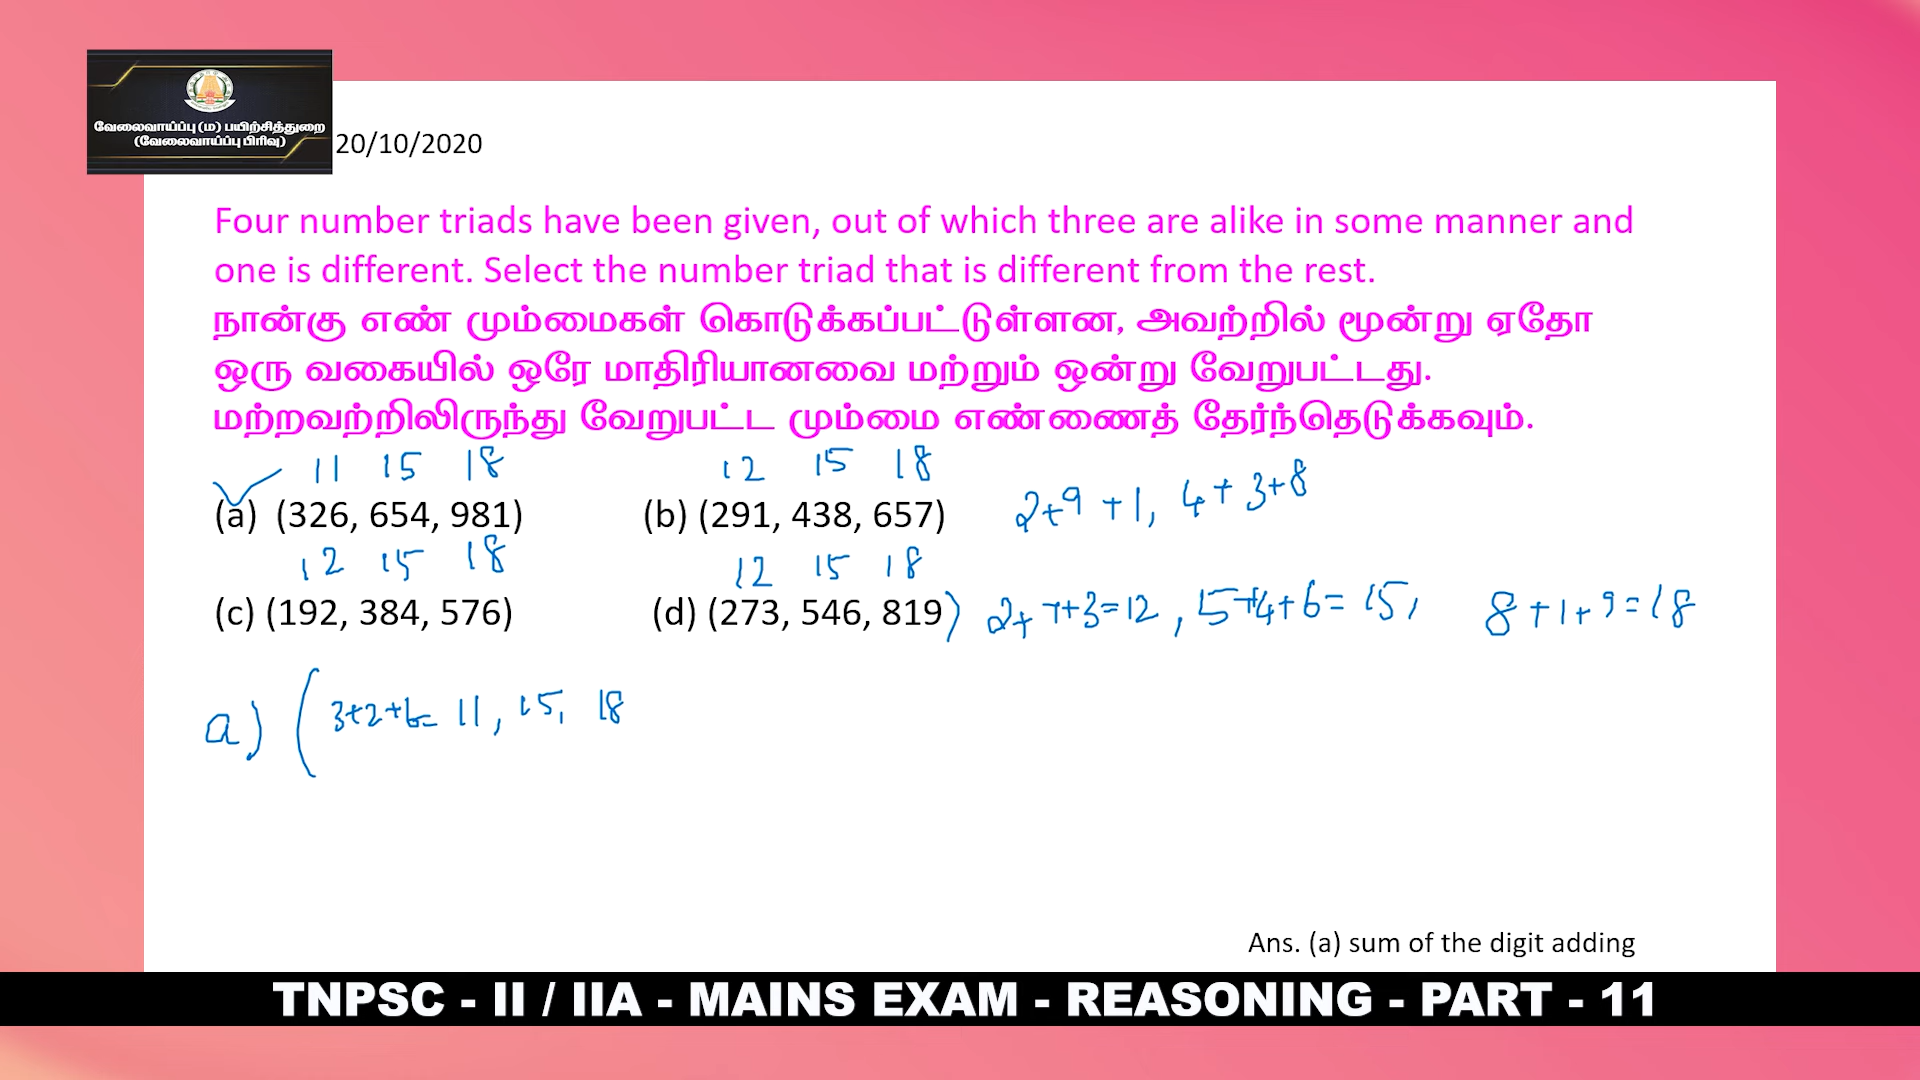 வேலைவாய்ப்பு (ம) பயிற்சித்துறை
(வேலைவாய்ப்பு பிரிவு)
20/10/2020
Four number triads have been given, out of which three are alike in some manner and
one is different. Select the number triad that is different from the rest.
நான்கு எண் மும்மைகள் கொடுக்கப்பட்டுள்ளன, அவற்றில் மூன்று ஏதோ
ஒரு வகையில் ஒரே மாதிரியானவை மற்றும் ஒன்று வேறுபட்டது.
மற்றவற்றிலிருந்து வேறுபட்ட மும்மை எண்ணைத் தேர்ந்தெடுக்கவும்.
11 15 18 12 15 18
(a) (326, 654, 981) (b) (291, 438, 657) 2+9+1, 4+3+8
12 15 18 12 15 18
(c) (192, 384, 576) (d) (273, 546, 819) 2+7+3=12, 5+4+6=15, 8+1+9=18
a) (3+2+6= 11, 15, 18
Ans. (a) sum of the digit adding
TNPSC - II / IIA - MAINS EXAM - REASONING - PART - 11